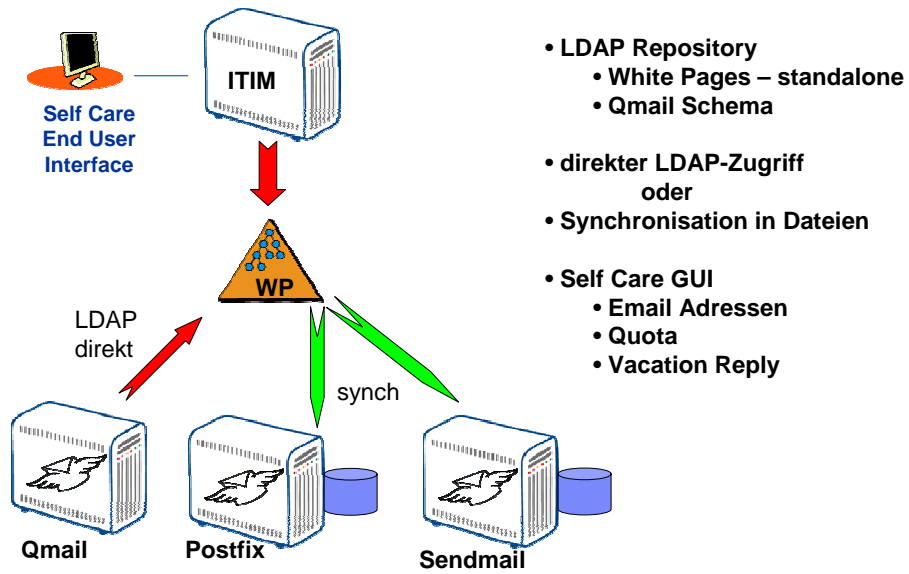 ITIM
Self Care
End User
Interface
WP
LDAP
direkt
synch
Qmail
Postfix
Sendmail
• LDAP Repository
• White Pages – standalone
• Qmail Schema
• direkter LDAP-Zugriff
oder
• Synchronisation in Dateien
• Self Care GUI
• Email Adressen
• Quota
• Vacation Reply